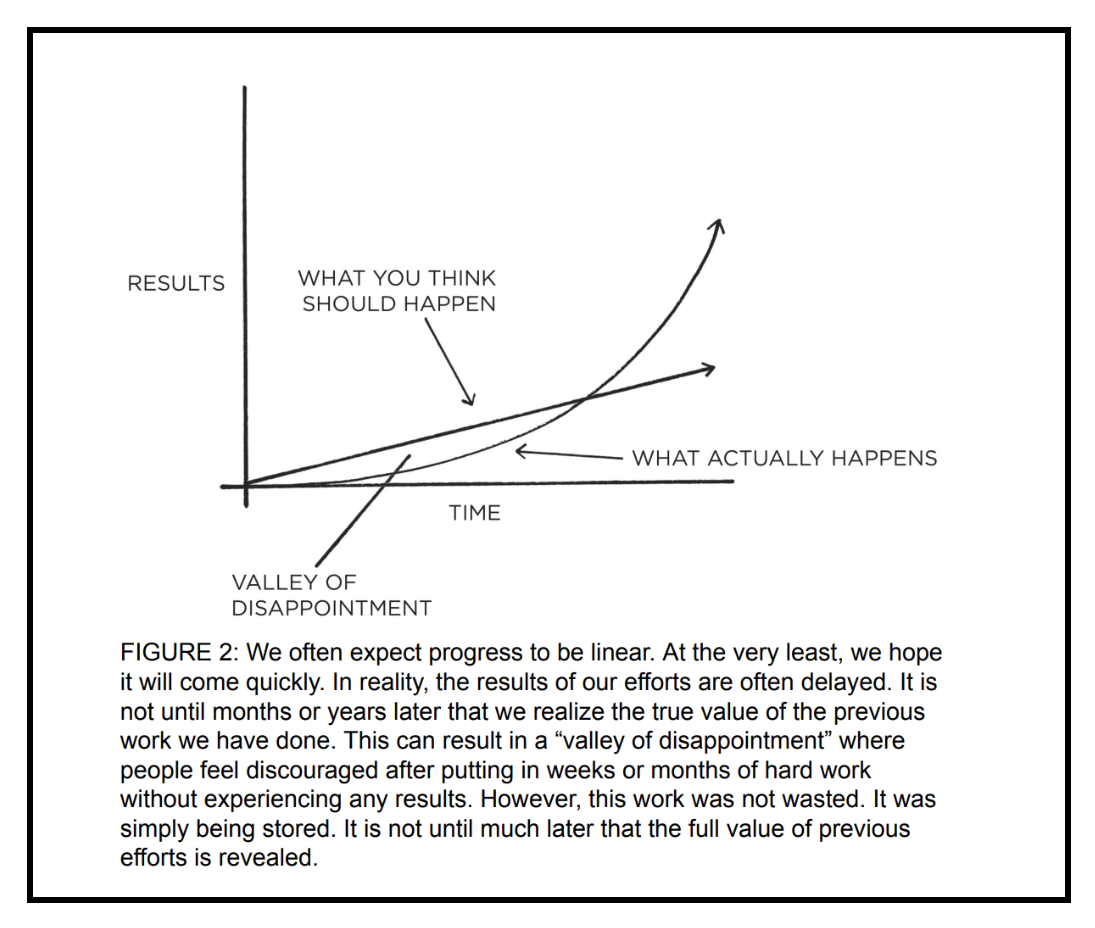 RESULTS
WHAT YOU THINK
SHOULD HAPPEN
WHAT ACTUALLY HAPPENS
TIME
VALLEY OF
DISAPPOINTMENT
FIGURE 2: We often expect progress to be linear. At the very least, we hope
it will come quickly. In reality, the results of our efforts are often delayed. It is
not until months or years later that we realize the true value of the previous
work we have done. This can result in a “valley of disappointment” where
people feel discouraged after putting in weeks or months of hard work
without experiencing any results. However, this work was not wasted. It was
simply being stored. It is not until much later that the full value of previous
efforts is revealed.